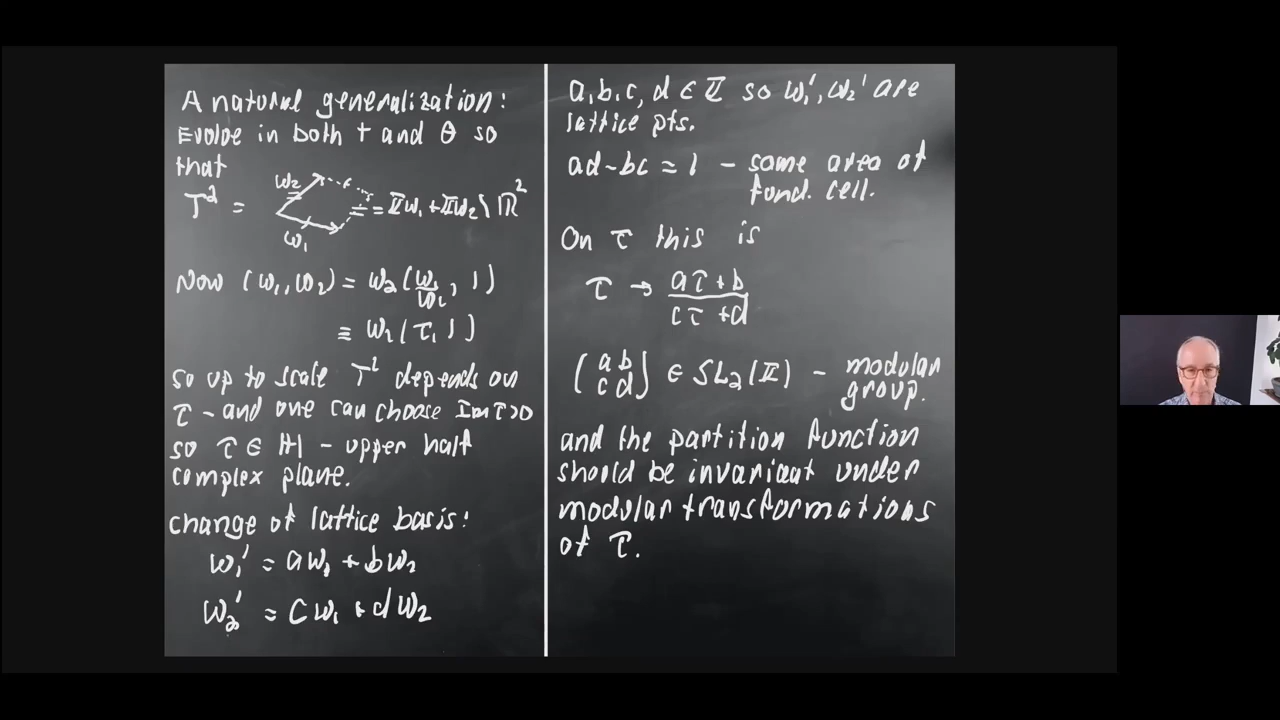 A natural generalization:
Evolve in both t and θ so
that
ω₂
T² = = ℤω₁ + ℤω₂ \ ℝ²
ω₁
Now (ω₁, ω₂) = ω₂(ω₁/ω₂, 1)
≡ ω₂(τ, 1)
so up to scale T² depends on
τ - and one can choose Im τ>0
so τ ∈ ℍ - upper half
complex plane.
change of lattice basis:
ω₁' = aω₁ + bω₂
ω₂' = cω₁ + dω₂
a, b, c, d ∈ ℤ so ω₁', ω₂' are
lattice pts.
ad - bc = 1 - same area of
fund. cell.
On τ this is
τ → (aτ + b)/(cτ + d)
(a b
c d) ∈ SL₂(ℤ) - modular
group.
and the partition function
should be invariant under
modular transformations
of τ.